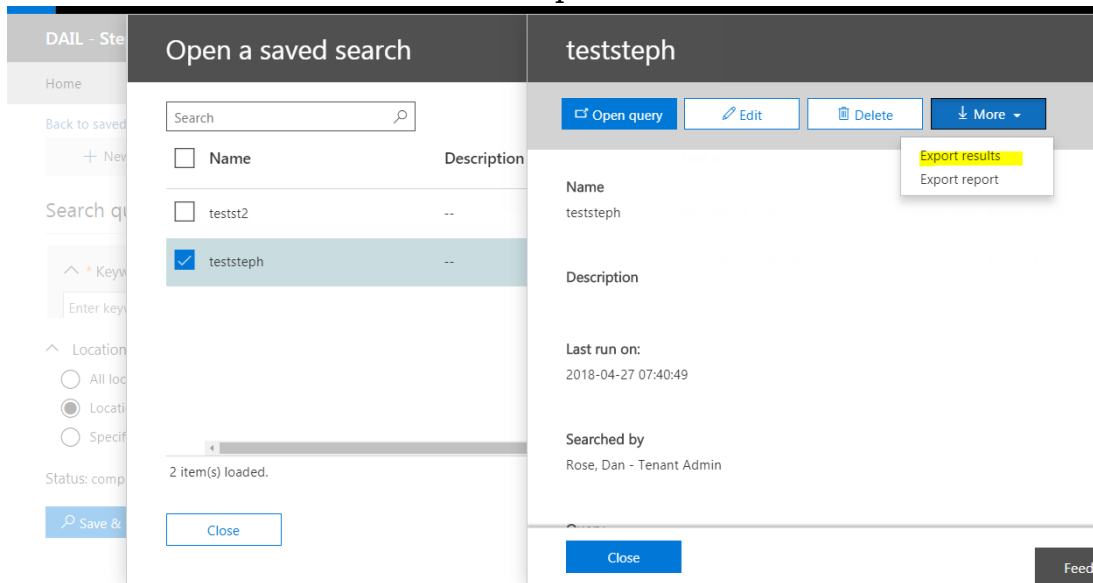 DAIL - Ste
Home
Back to saved
+ New
Search qu
* Keyw
Enter keyv
Location
All loc
Locati
Specif
Status: comp
Save &
Open a saved search
Search
Name Description
testst2 --
teststeph --
2 item(s) loaded.
Close
teststeph
Open query Edit Delete More
Export results
Export report
Name
teststeph
Description
Last run on:
2018-04-27 07:40:49
Searched by
Rose, Dan - Tenant Admin
Close
Feed